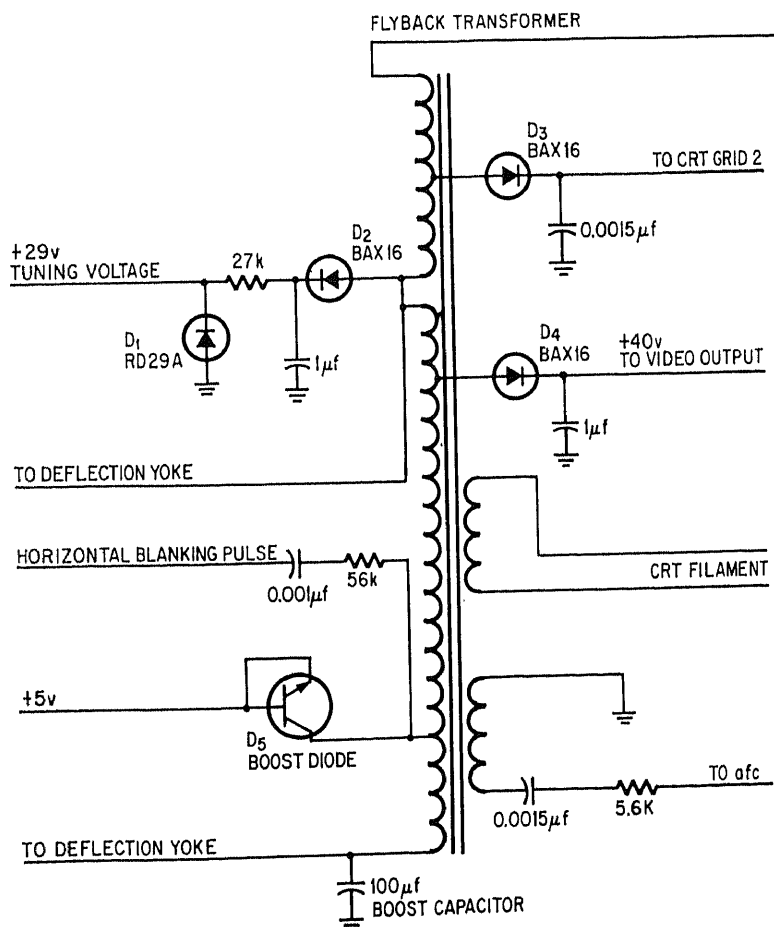 FLYBACK TRANSFORMER
D3
BAX16
TO CRT GRID 2
0.0015µf
+29v
TUNING VOLTAGE
27k
D2
BAX16
D1
RD29A
1µf
D4
BAX16
+40v
TO VIDEO OUTPUT
1µf
TO DEFLECTION YOKE
HORIZONTAL BLANKING PULSE
0.001µf
56k
CRT FILAMENT
+5v
D5
BOOST DIODE
TO afc
0.0015µf
5.6K
TO DEFLECTION YOKE
100µf
BOOST CAPACITOR